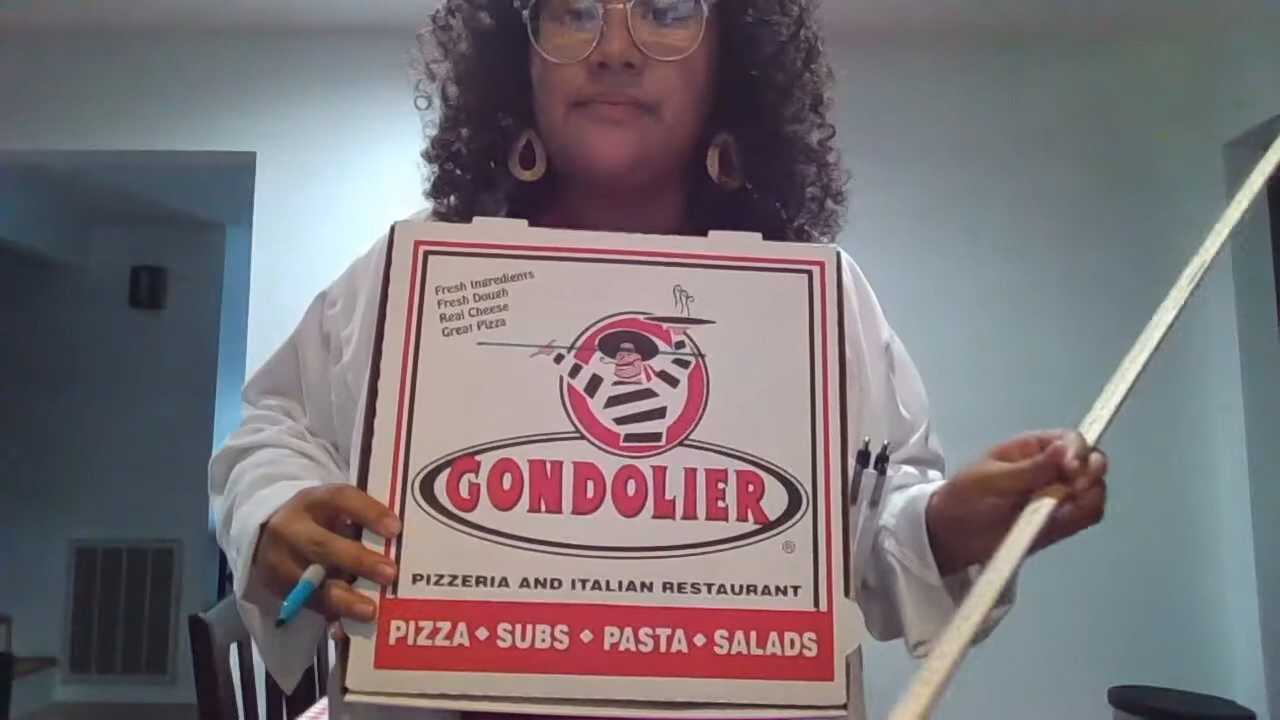 Fresh Ingredients
Fresh Dough
Real Cheese
Great Pizza
GONDOLIER
®
PIZZERIA AND ITALIAN RESTAURANT
PIZZA • SUBS • PASTA • SALADS